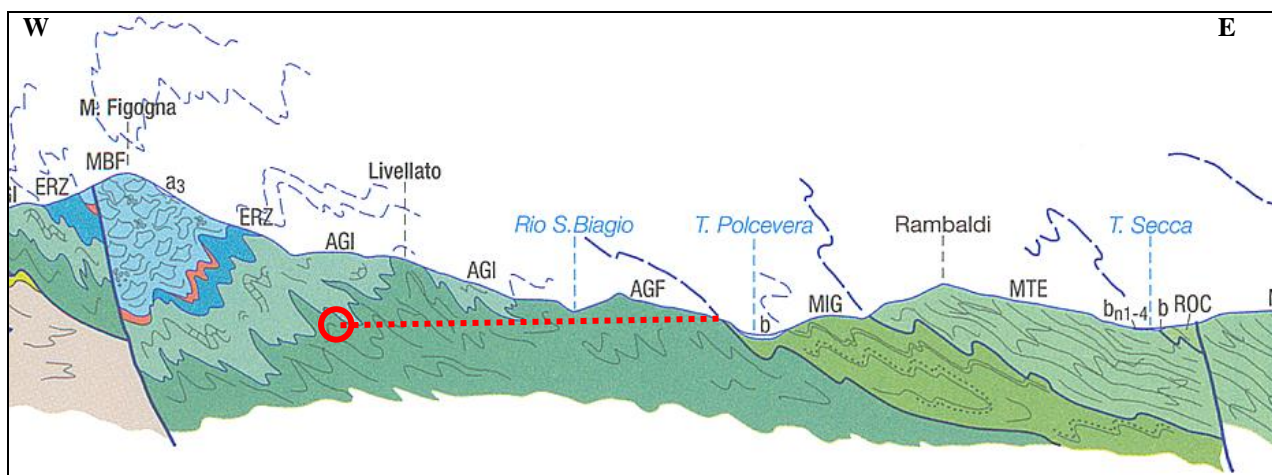 W
E
M. Figogna
MBF
a3
ERZ
GI
ERZ
Livellato
AGI
AGI
Rio S.Biagio
AGF
T. Polcevera
b
MIG
Rambaldi
MTE
T. Secca
bn1-4
b
ROC
M